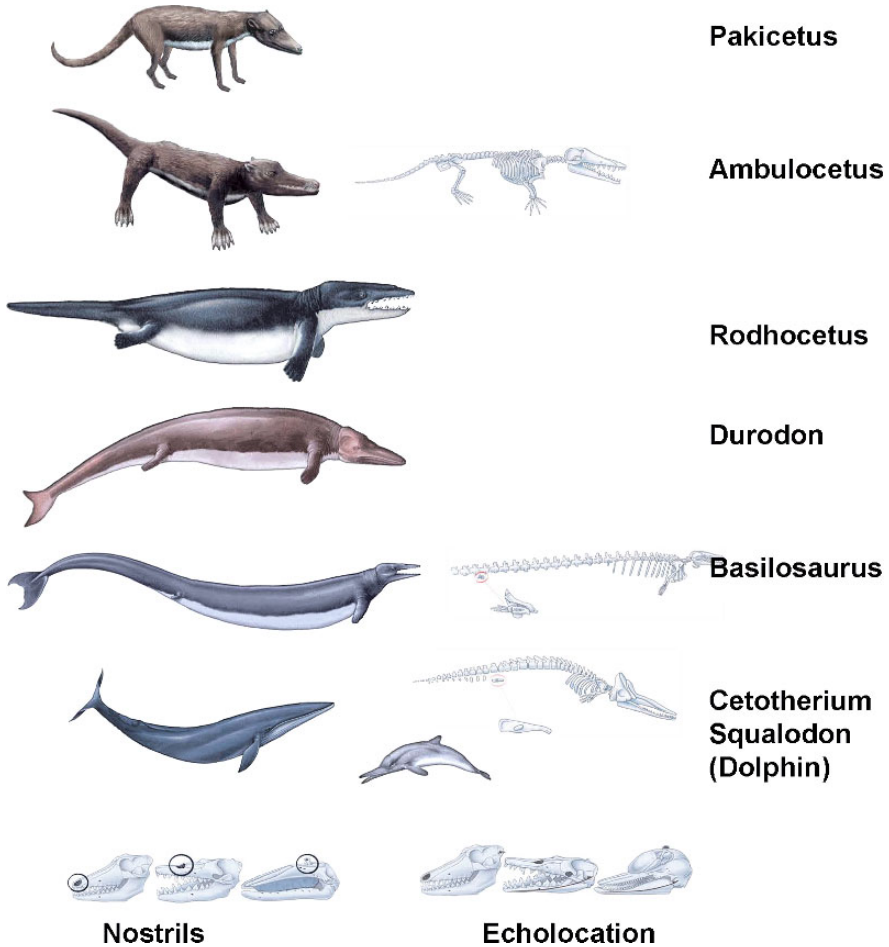 Pakicetus
Ambulocetus
Rodhocetus
Durodon
Basilosaurus
Cetotherium
Squalodon
(Dolphin)
Nostrils
Echolocation